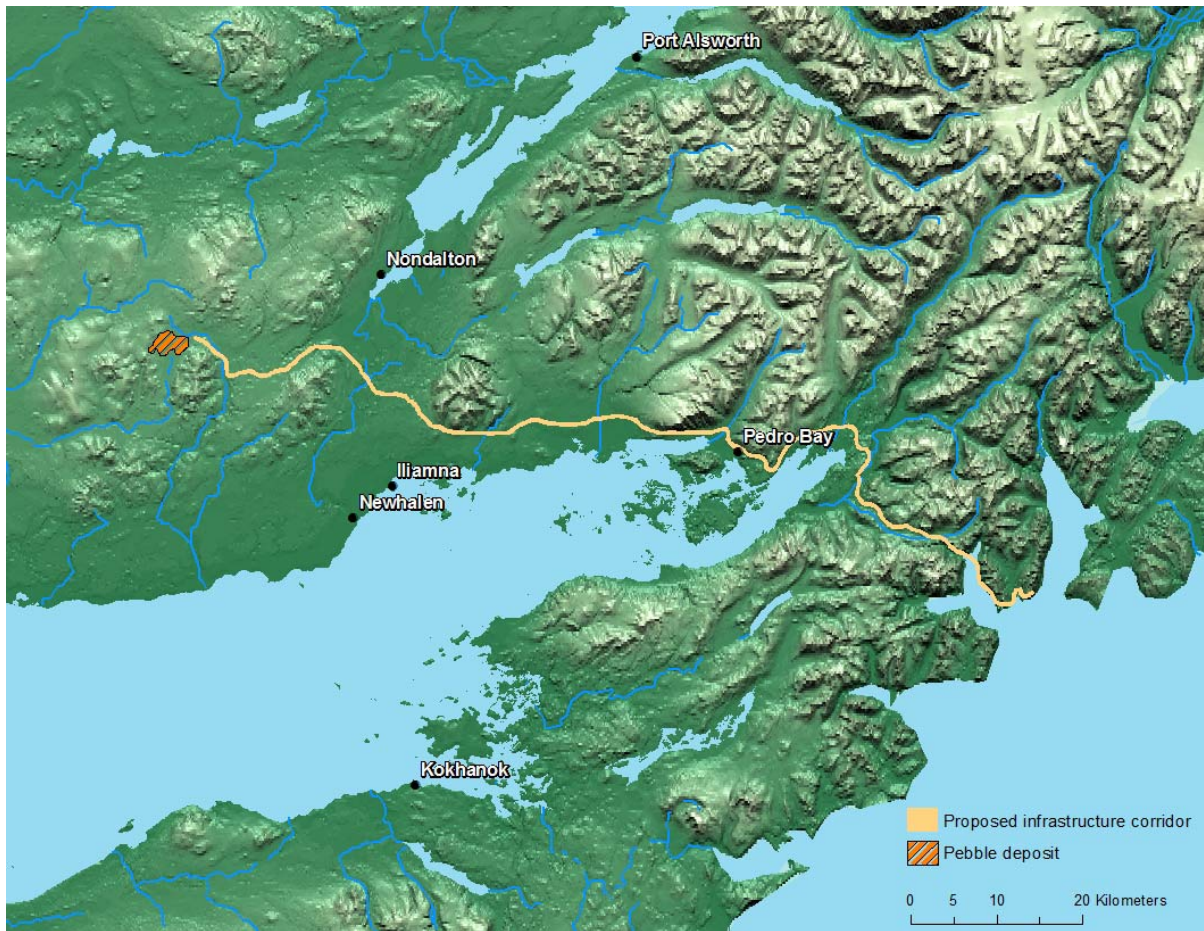 Port Alsworth
Nondalton
Pedro Bay
Iliamna
Newhalen
Kokhanok
Proposed infrastructure corridor
Pebble deposit
0 5 10 20 Kilometers